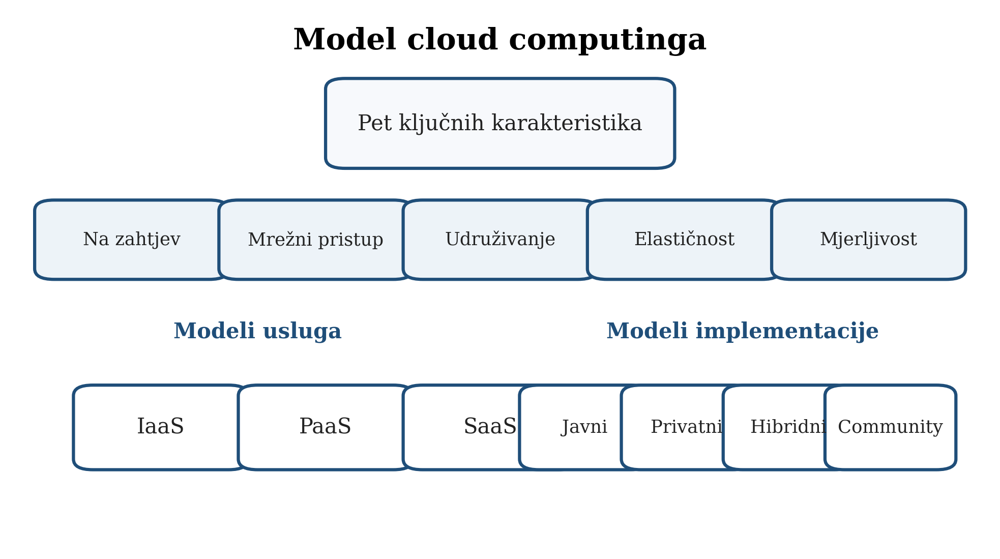 Model cloud computinga
Pet ključnih karakteristika
Na zahtjev Mrežni pristup Udruživanje Elastičnost Mjerljivost
Modeli usluga Modeli implementacije
IaaS PaaS SaaS Javni Privatni Hibridni Community